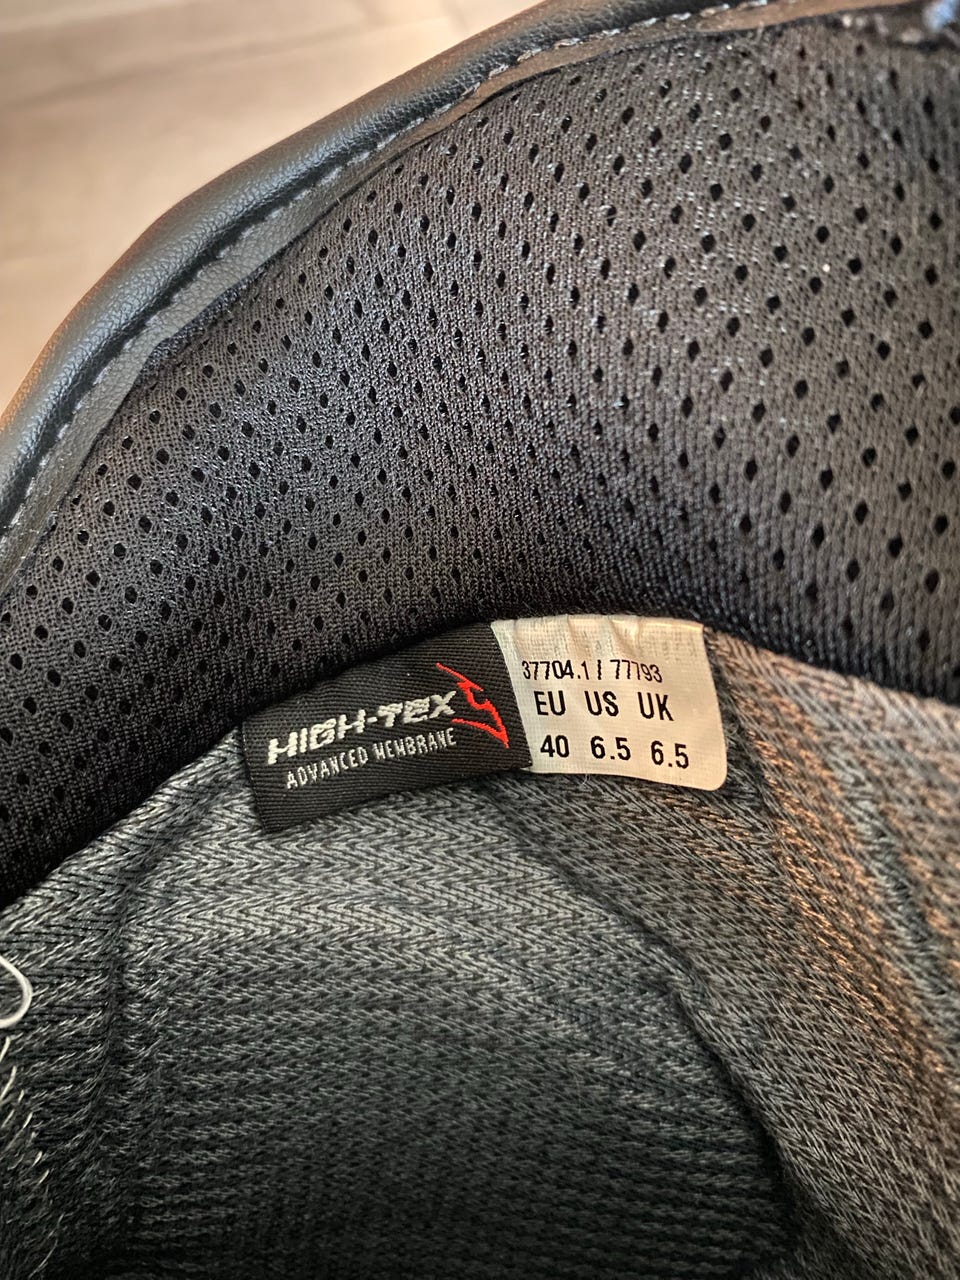 HIGH-TEX
ADVANCED MEMBRANE
37704.1 / 77793
EU US UK
40 6.5 6.5